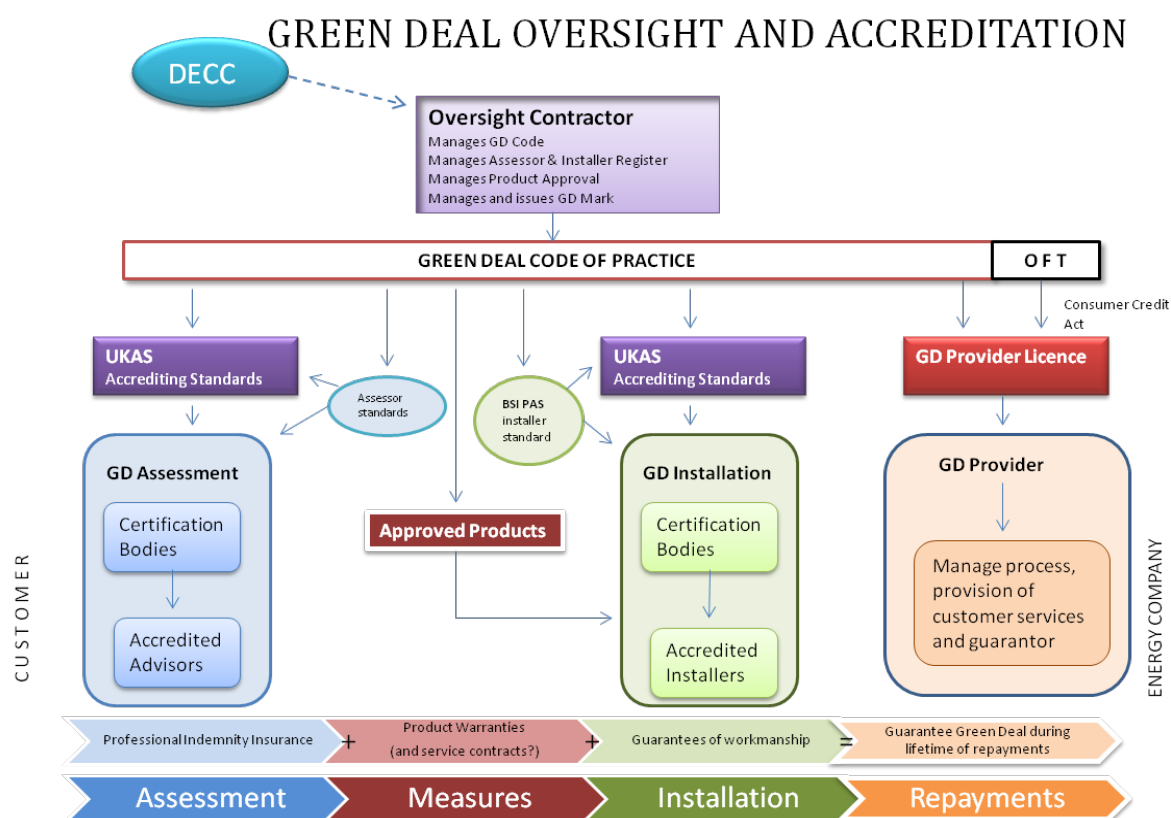 GREEN DEAL OVERSIGHT AND ACCREDITATION
DECC
Oversight Contractor
Manages GD Code
Manages Assessor & Installer Register
Manages Product Approval
Manages and issues GD Mark
GREEN DEAL CODE OF PRACTICE
O F T
Consumer Credit
Act
UKAS
Accrediting Standards
Assessor
standards
BSI PAS
installer
standard
UKAS
Accrediting Standards
GD Provider Licence
GD Assessment
Certification
Bodies
Accredited
Advisors
Approved Products
GD Installation
Certification
Bodies
Accredited
Installers
GD Provider
Manage process,
provision of
customer services
and guarantor
CUSTOMER
ENERGY COMPANY
Professional Indemnity Insurance
+
Product Warranties
(and service contracts?)
+
Guarantees of workmanship
=
Guarantee Green Deal during
lifetime of repayments
Assessment
Measures
Installation
Repayments